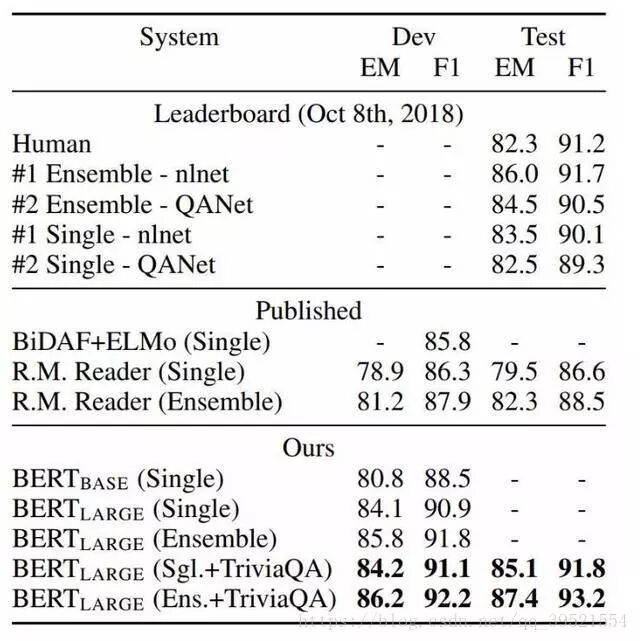 System Dev Test
EM F1 EM F1
Leaderboard (Oct 8th, 2018)
Human - - 82.3 91.2
#1 Ensemble - nlnet - - 86.0 91.7
#2 Ensemble - QANet - - 84.5 90.5
#1 Single - nlnet - - 83.5 90.1
#2 Single - QANet - - 82.5 89.3
Published
BiDAF+ELMo (Single) - 85.8 - -
R.M. Reader (Single) 78.9 86.3 79.5 86.6
R.M. Reader (Ensemble) 81.2 87.9 82.3 88.5
Ours
BERTBASE (Single) 80.8 88.5 - -
BERTLARGE (Single) 84.1 90.9 - -
BERTLARGE (Ensemble) 85.8 91.8 - -
BERTLARGE (Sgl.+TriviaQA) 84.2 91.1 85.1 91.8
BERTLARGE (Ens.+TriviaQA) 86.2 92.2 87.4 93.2
https://blog.csdn.net/qq_39521554